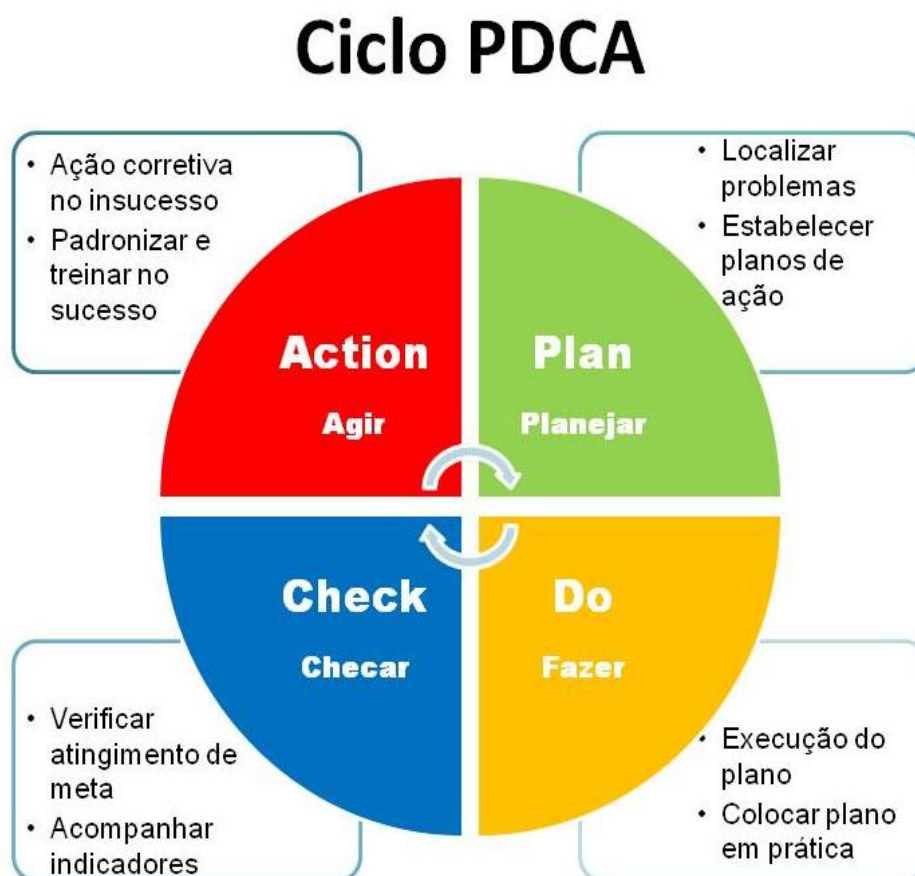 Ciclo PDCA
• Ação corretiva
no insucesso
• Padronizar e
treinar no
sucesso
• Localizar
problemas
• Estabelecer
planos de
ação
Action
Agir
Plan
Planejar
Check
Checar
Do
Fazer
• Verificar
atingimento de
meta
• Acompanhar
indicadores
• Execução do
plano
• Colocar plano
em prática